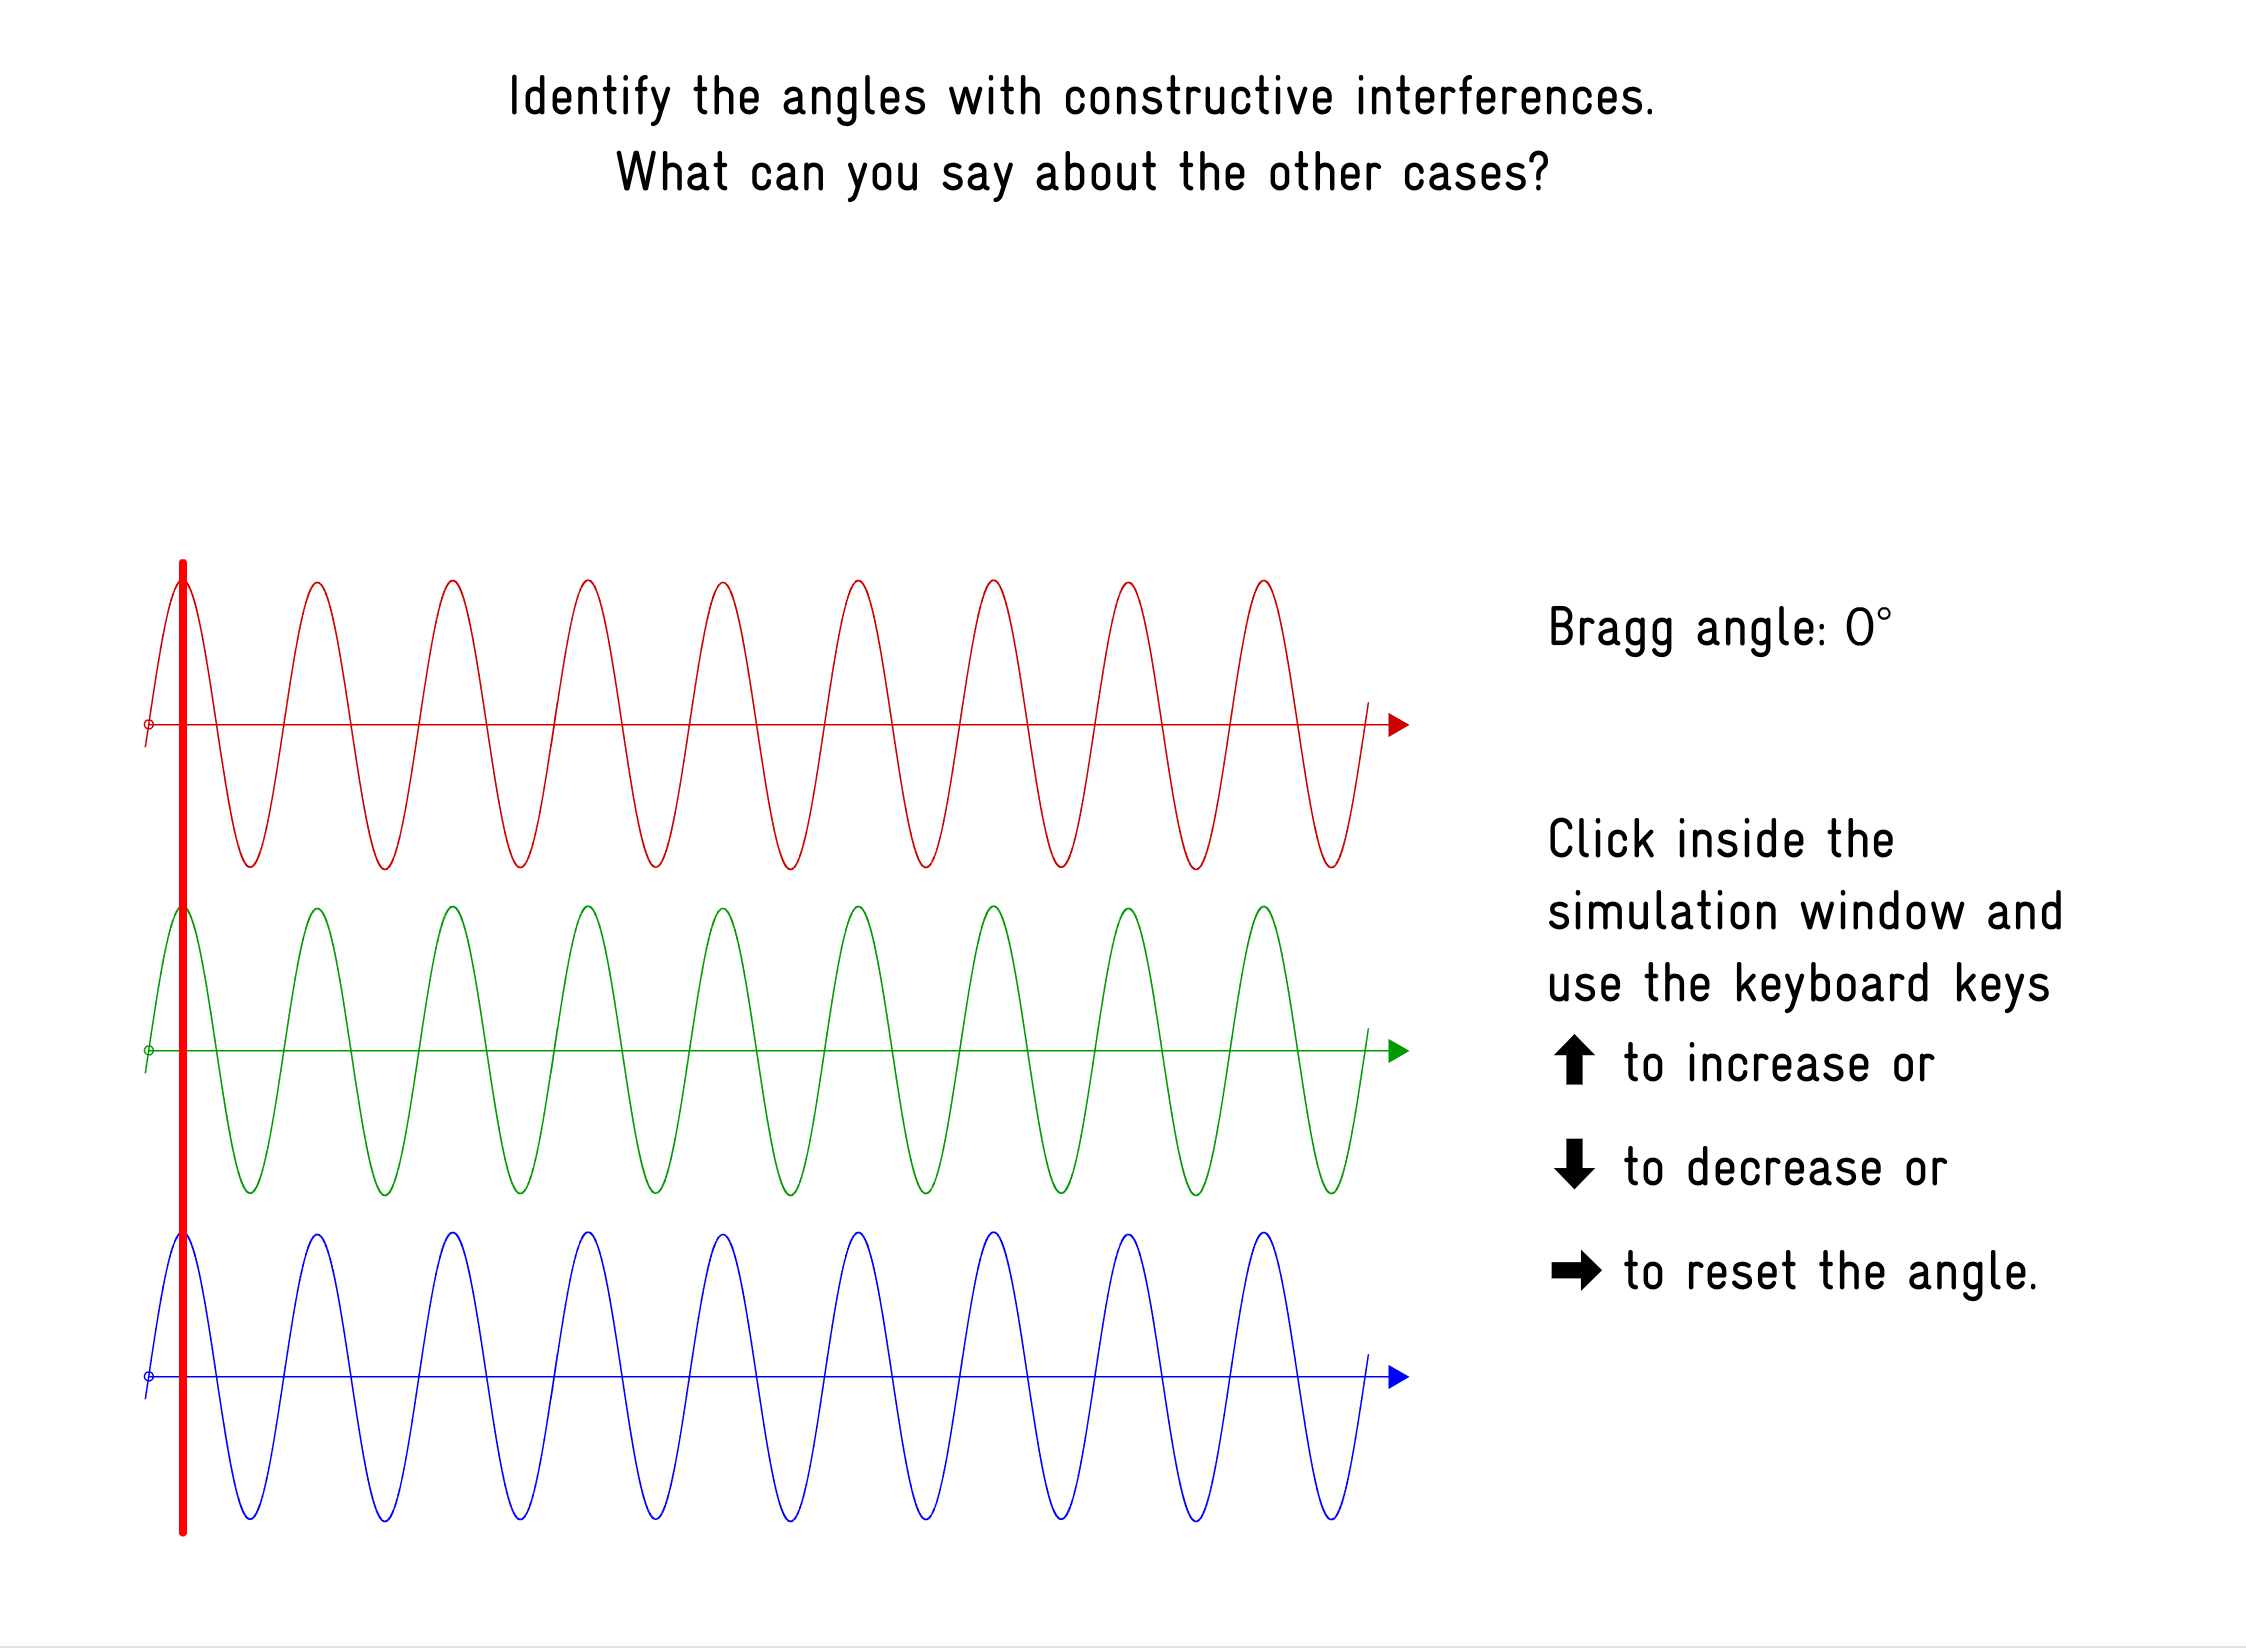 Identify the angles with constructive interferences.
What can you say about the other cases?
Bragg angle: 0°
Click inside the
simulation window and
use the keyboard keys
to increase or
to decrease or
to reset the angle.